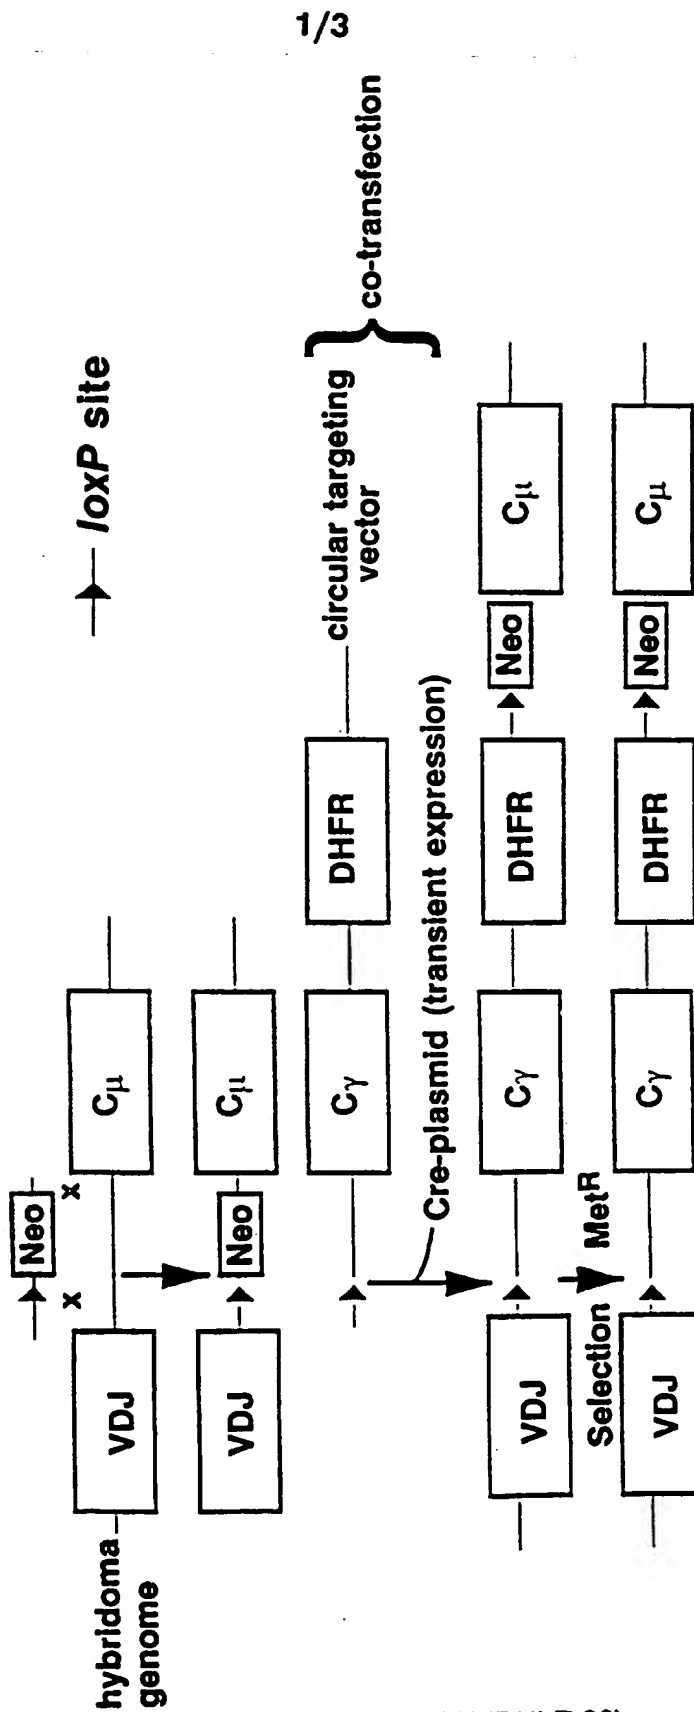 1/3
loxP site
Neo
x x
hybridoma
genome
VDJ
Cμ
VDJ
Neo
Cμ
Cγ
DHFR
circular targeting
vector
co-transfection
Cre-plasmid (transient expression)
VDJ
Cγ
DHFR
Neo
Cμ
Selection MetR
VDJ
Cγ
DHFR
Neo
Cμ